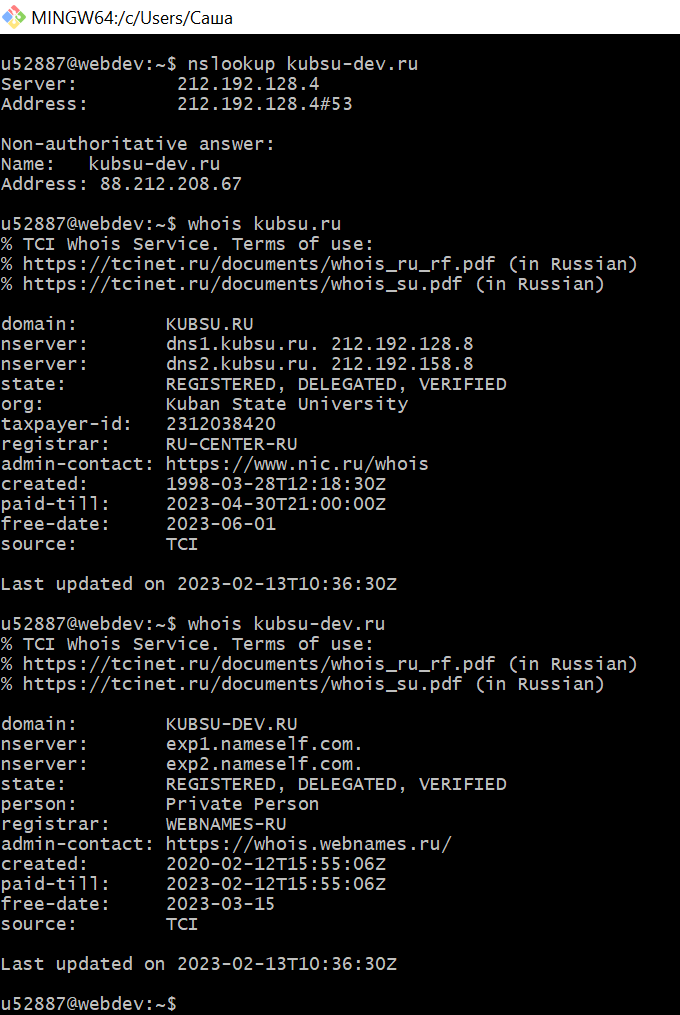 MINGW64:/c/Users/Саша
u52887@webdev:~$ nslookup kubsu-dev.ru
Server:         212.192.128.4
Address:        212.192.128.4#53
Non-authoritative answer:
Name:   kubsu-dev.ru
Address: 88.212.208.67
u52887@webdev:~$ whois kubsu.ru
% TCI Whois Service. Terms of use:
% https://tcinet.ru/documents/whois_ru_rf.pdf (in Russian)
% https://tcinet.ru/documents/whois_su.pdf (in Russian)
domain:        KUBSU.RU
nserver:       dns1.kubsu.ru. 212.192.128.8
nserver:       dns2.kubsu.ru. 212.192.158.8
state:         REGISTERED, DELEGATED, VERIFIED
org:           Kuban State University
taxpayer-id:   2312038420
registrar:     RU-CENTER-RU
admin-contact: https://www.nic.ru/whois
created:       1998-03-28T12:18:30Z
paid-till:     2023-04-30T21:00:00Z
free-date:     2023-06-01
source:        TCI
Last updated on 2023-02-13T10:36:30Z
u52887@webdev:~$ whois kubsu-dev.ru
% TCI Whois Service. Terms of use:
% https://tcinet.ru/documents/whois_ru_rf.pdf (in Russian)
% https://tcinet.ru/documents/whois_su.pdf (in Russian)
domain:        KUBSU-DEV.RU
nserver:       exp1.nameself.com.
nserver:       exp2.nameself.com.
state:         REGISTERED, DELEGATED, VERIFIED
person:        Private Person
registrar:     WEBNAMES-RU
admin-contact: https://whois.webnames.ru/
created:       2020-02-12T15:55:06Z
paid-till:     2023-02-12T15:55:06Z
free-date:     2023-03-15
source:        TCI
Last updated on 2023-02-13T10:36:30Z
u52887@webdev:~$